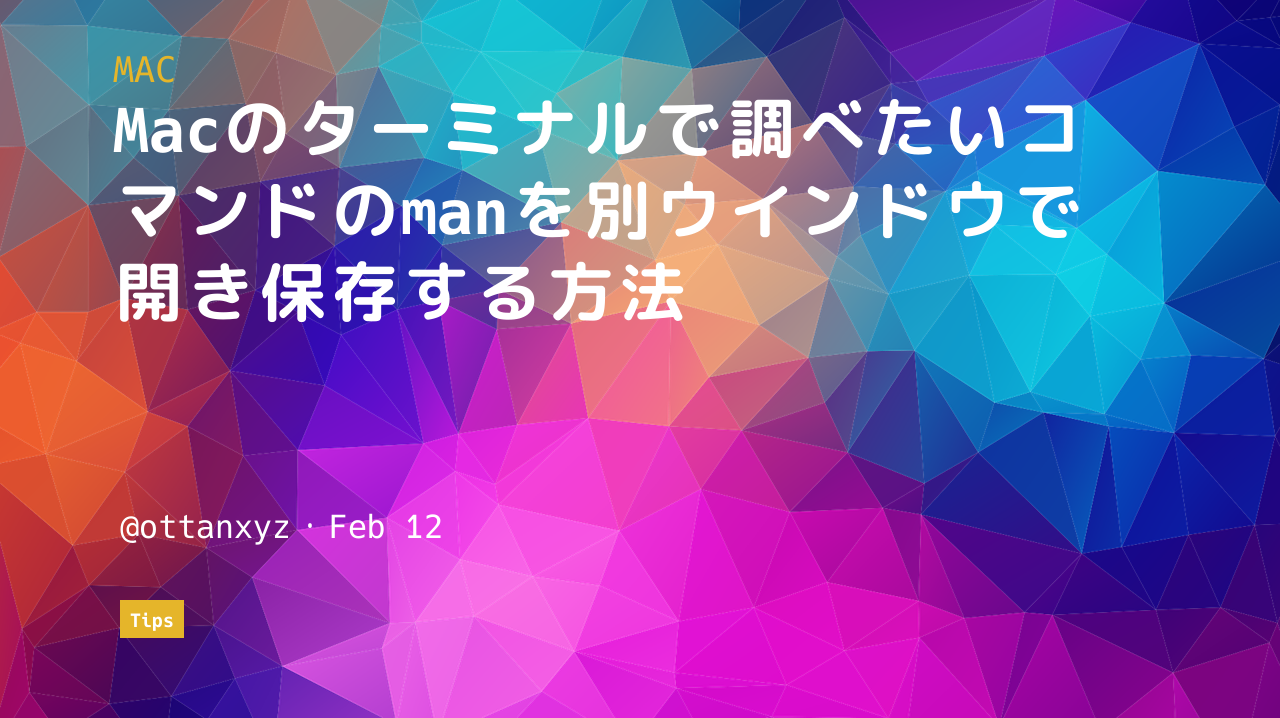 MAC
Macのターミナルで調べたいコ
マンドのmanを別ウインドウで
開き保存する方法
@ottanxyz・Feb 12
Tips